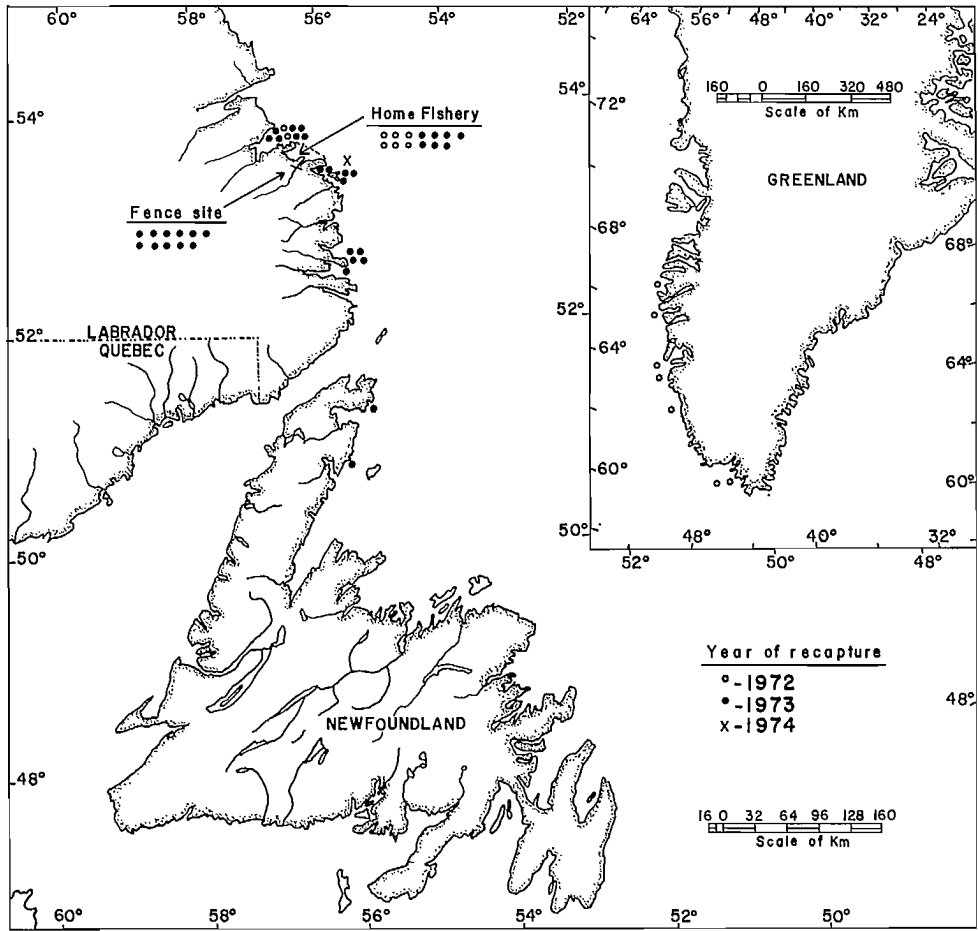 60° 58° 56° 54° 52°
64° 56° 48° 40° 32° 24°
54°
54°
72°
160 0 160 320 480
Scale of Km
Home Fishery
GREENLAND
Fence site
68°
68°
52°
52°
LABRADOR
QUEBEC
64°
64°
60°
60°
50°
50°
48° 40° 32°
52° 50° 48°
Year of recapture
o-1972
•-1973
x-1974
x
48°
NEWFOUNDLAND
48°
16 0 32 64 96 128 160
Scale of Km
60° 58° 56° 54° 52° 50°